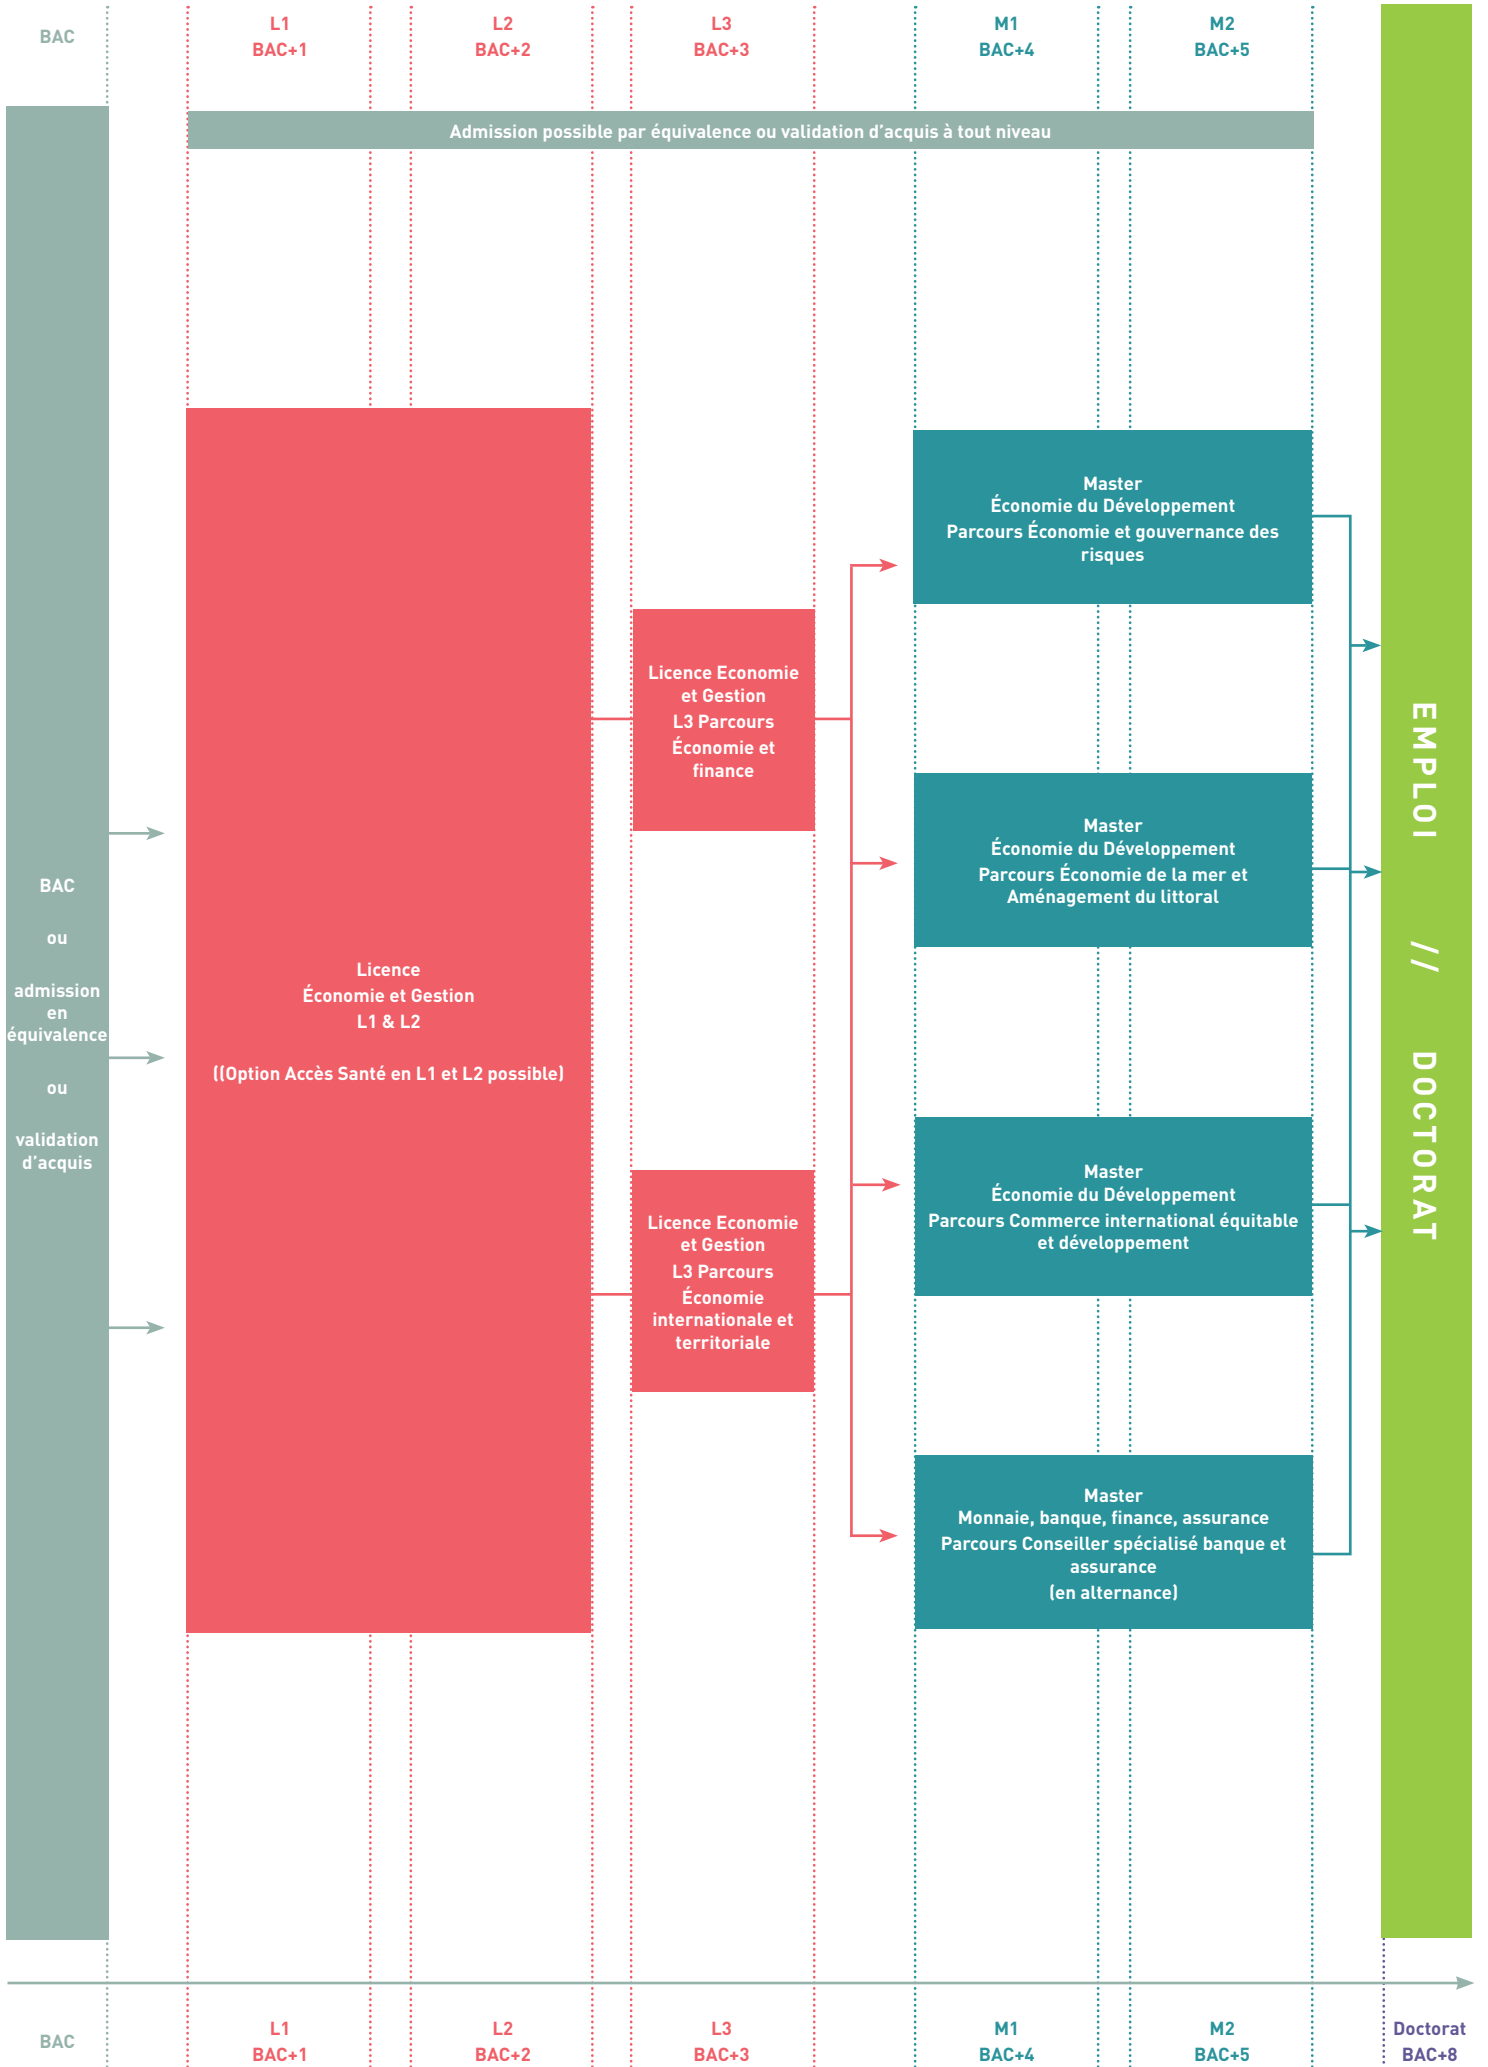 BAC
L1
BAC+1
L2
BAC+2
L3
BAC+3
M1
BAC+4
M2
BAC+5
Admission possible par équivalence ou validation d'acquis à tout niveau
BAC
ou
admission
en
équivalence
ou
validation
d'acquis
Licence
Économie et Gestion
L1 & L2
((Option Accès Santé en L1 et L2 possible)
Licence Economie
et Gestion
L3 Parcours
Économie et
finance
Licence Economie
et Gestion
L3 Parcours
Économie
internationale et
territoriale
Master
Économie du Développement
Parcours Économie et gouvernance des
risques
Master
Économie du Développement
Parcours Économie de la mer et
Aménagement du littoral
Master
Économie du Développement
Parcours Commerce international équitable
et développement
Master
Monnaie, banque, finance, assurance
Parcours Conseiller spécialisé banque et
assurance
(en alternance)
EMPLOI // DOCTORAT
BAC
L1
BAC+1
L2
BAC+2
L3
BAC+3
M1
BAC+4
M2
BAC+5
Doctorat
BAC+8